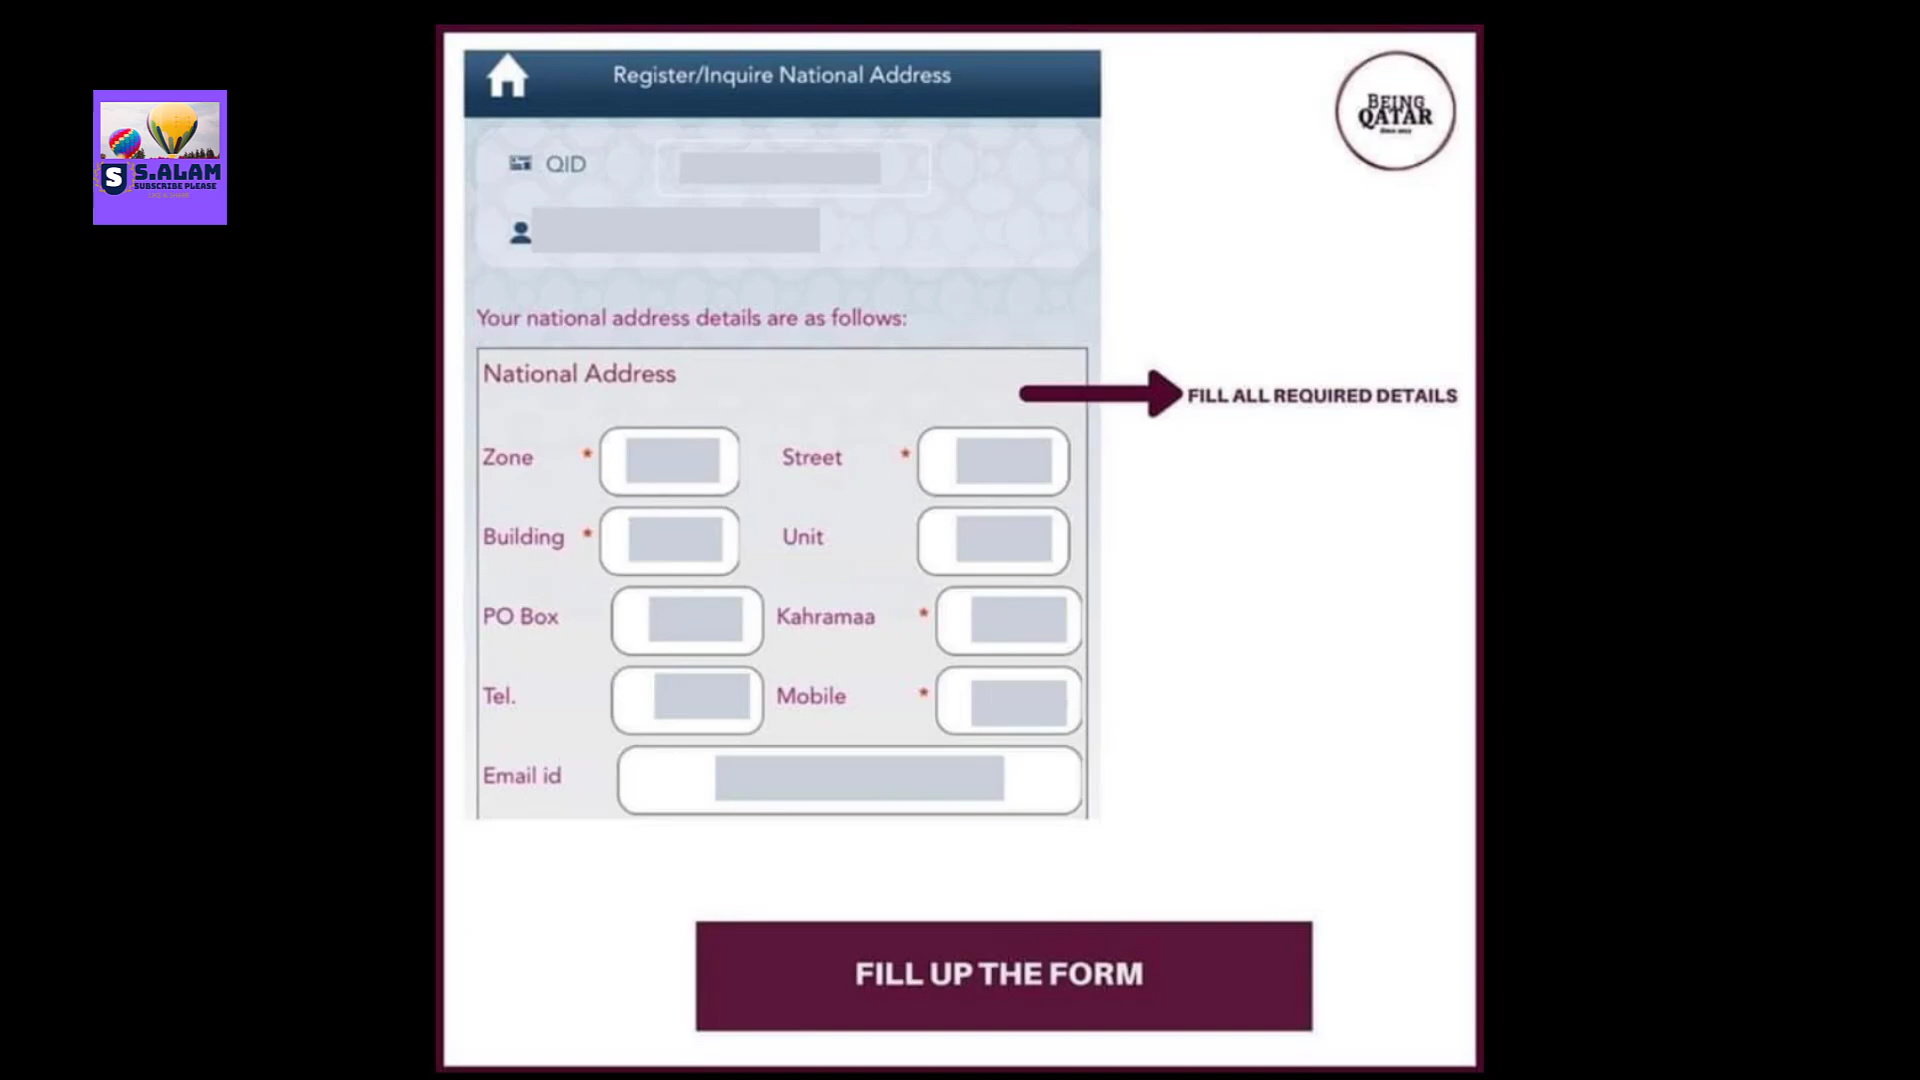 Register/Inquire National Address
BEING
QATAR
S
S.ALAM
SUBSCRIBE PLEASE
QID
Your national address details are as follows:
National Address
FILL ALL REQUIRED DETAILS
Zone * Street *
Building * Unit
PO Box Kahramaa *
Tel. Mobile *
Email id
FILL UP THE FORM